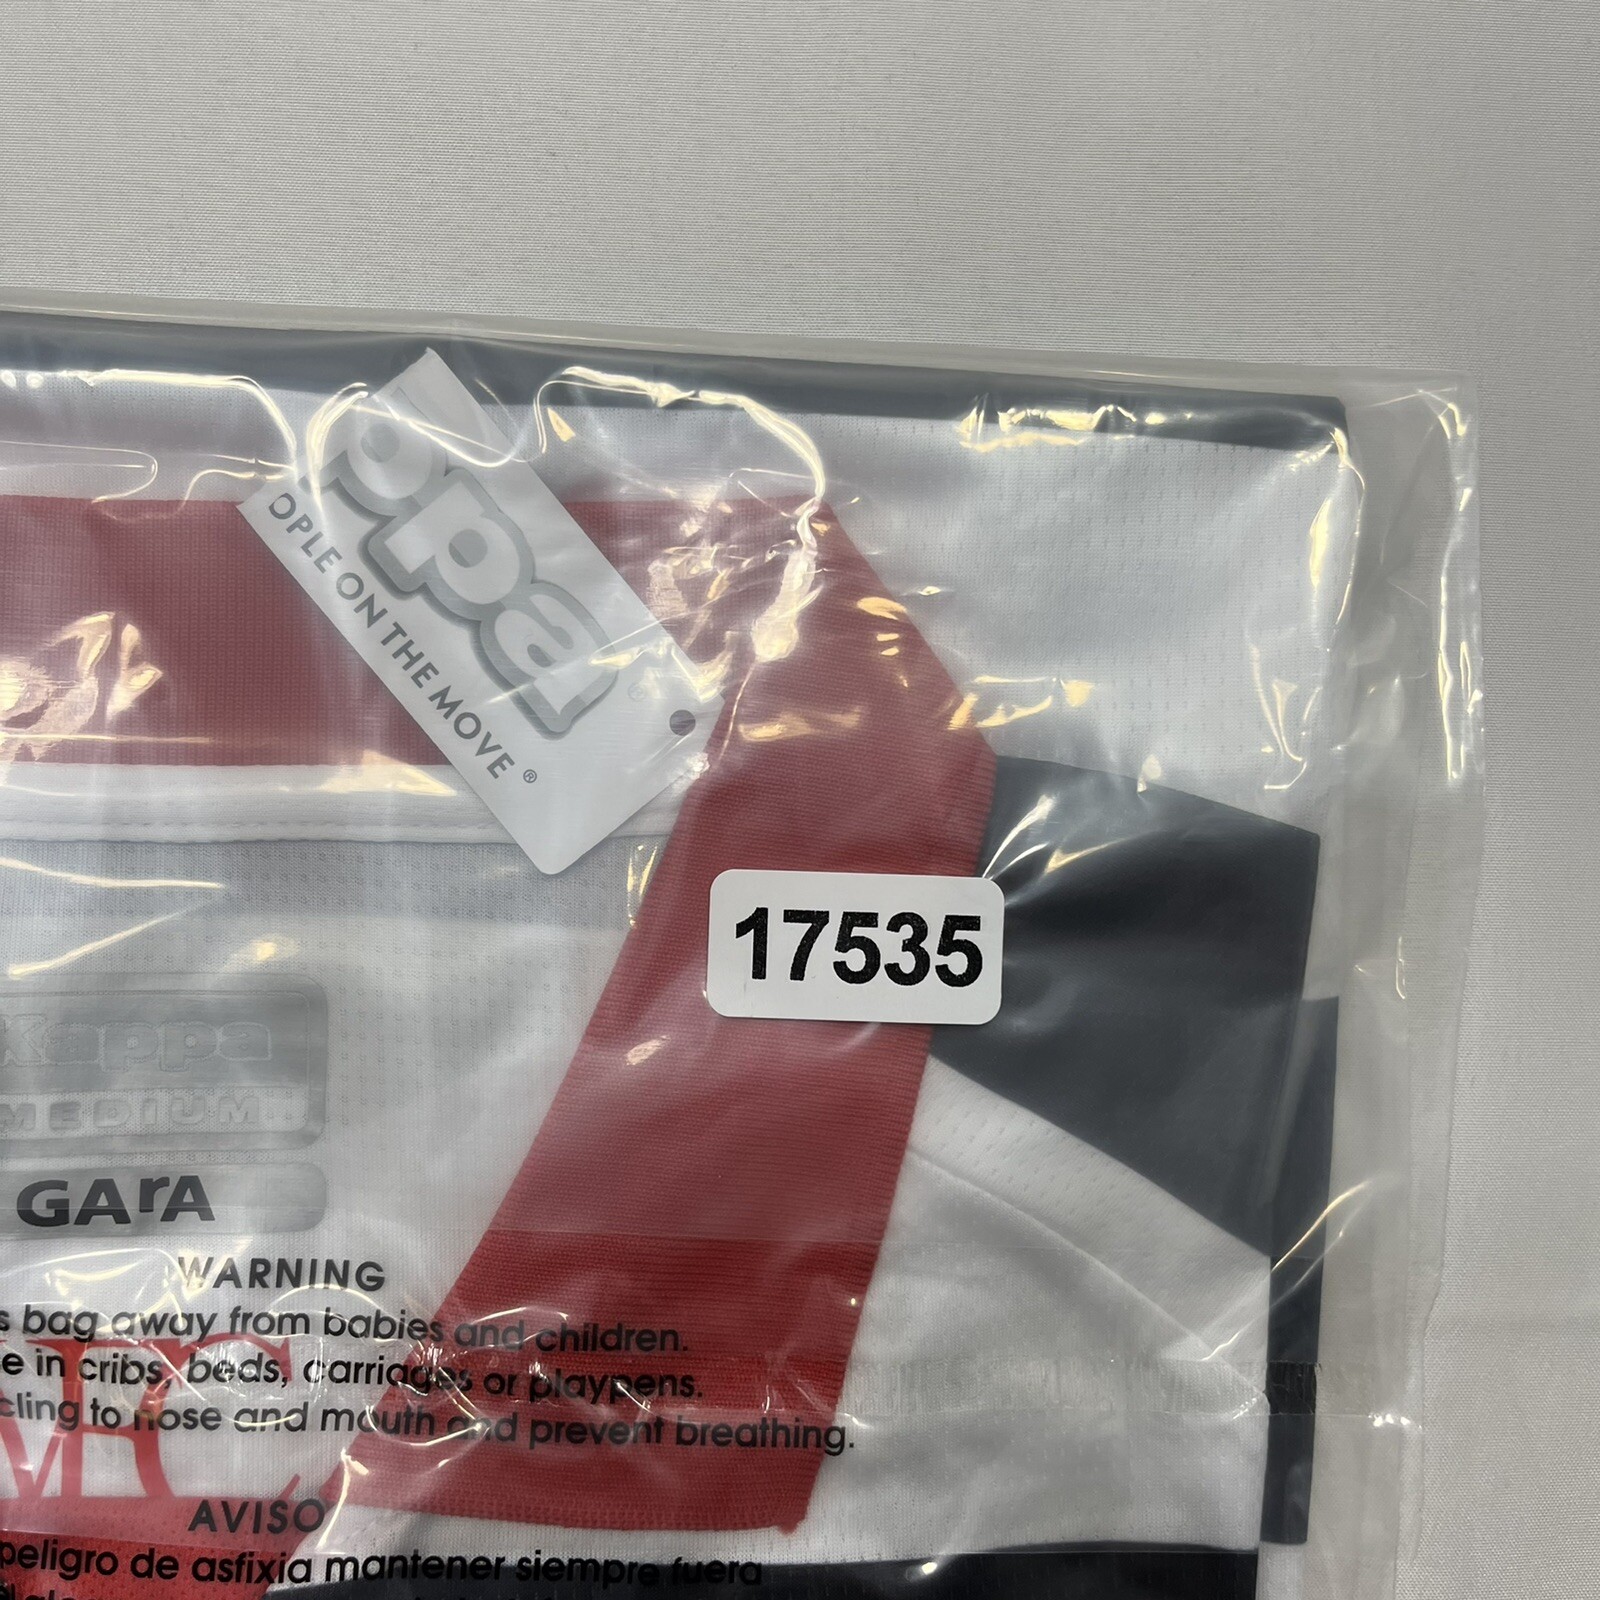 ppa
OPLE ON THE MOVE ®
17535
Kappa
MEDIUM
GARA
WARNING
s bag away from babies and children.
e in cribs, beds, carriages or playpens.
cling to nose and mouth and prevent breathing.
FC
AVISO
peligro de asfixia mantener siempre fuera